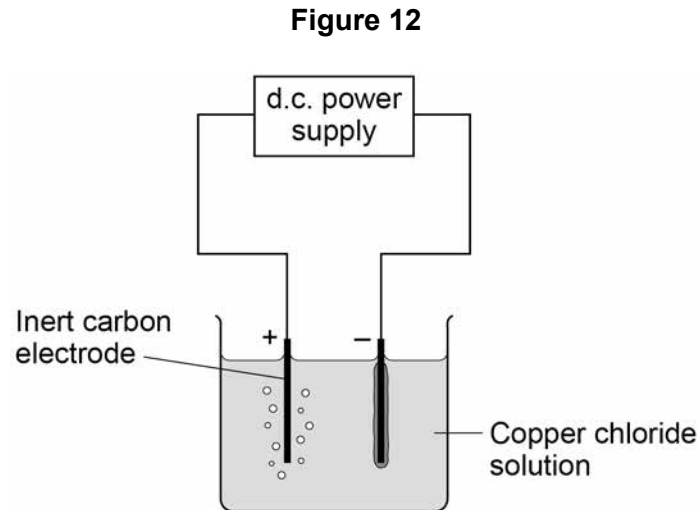 Figure 12
d.c. power
supply
Inert carbon
electrode
+
–
Copper chloride
solution